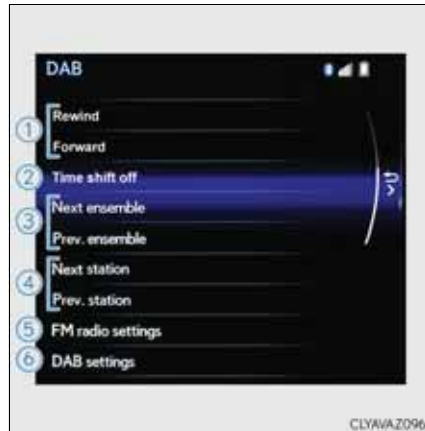 DAB
1 Rewind
Forward
2 Time shift off
3 Next ensemble
Prev. ensemble
4 Next station
Prev. station
5 FM radio settings
6 DAB settings
CLYAVAZ096